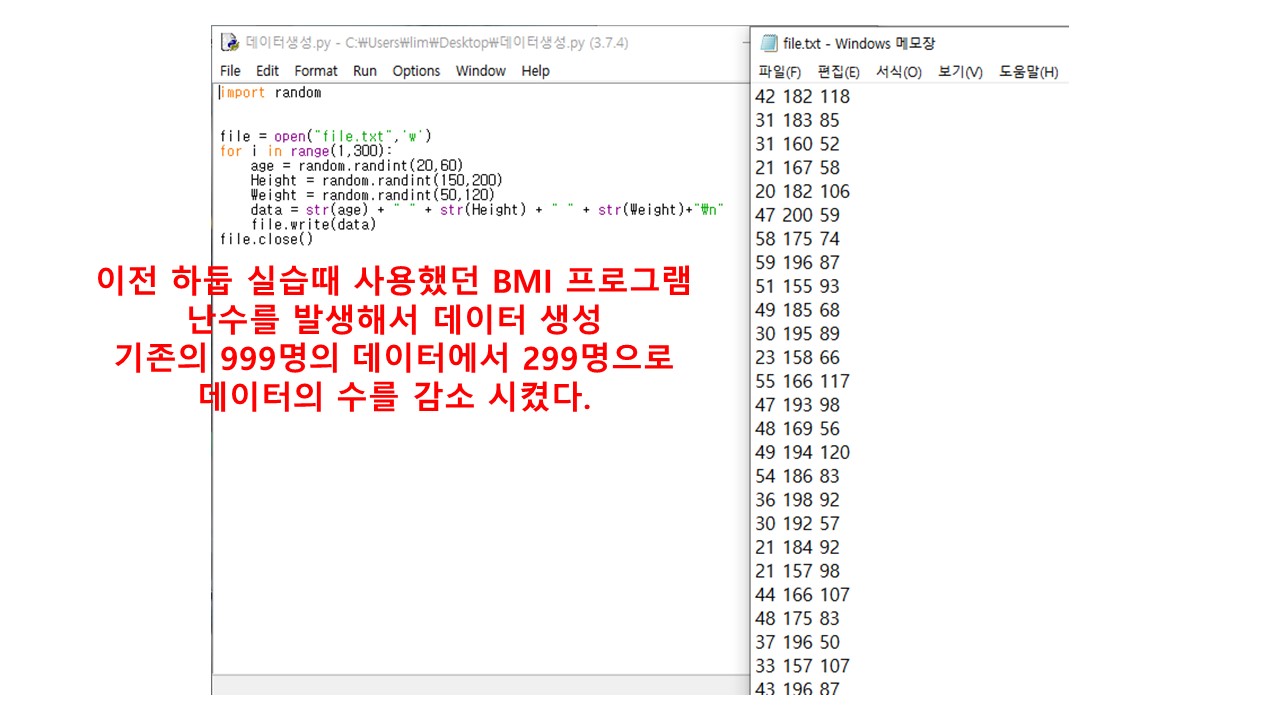 데이터생성.py - C:₩Users₩lim₩Desktop₩데이터생성.py (3.7.4)
File Edit Format Run Options Window Help
import random
file = open("file.txt",'w')
for i in range(1,300):
    age = random.randint(20,60)
    Height = random.randint(150,200)
    Weight = random.randint(50,120)
    data = str(age) + " " + str(Height) + " " + str(Weight)+"₩n"
    file.write(data)
file.close()
이전 하둡 실습때 사용했던 BMI 프로그램
난수를 발생해서 데이터 생성
기존의 999명의 데이터에서 299명으로
데이터의 수를 감소 시켰다.
file.txt - Windows 메모장
파일(F) 편집(E) 서식(O) 보기(V) 도움말(H)
42 182 118
31 183 85
31 160 52
21 167 58
20 182 106
47 200 59
58 175 74
59 196 87
51 155 93
49 185 68
30 195 89
23 158 66
55 166 117
47 193 98
48 169 56
49 194 120
54 186 83
36 198 92
30 192 57
21 184 92
21 157 98
44 166 107
48 175 83
37 196 50
33 157 107
43 196 87